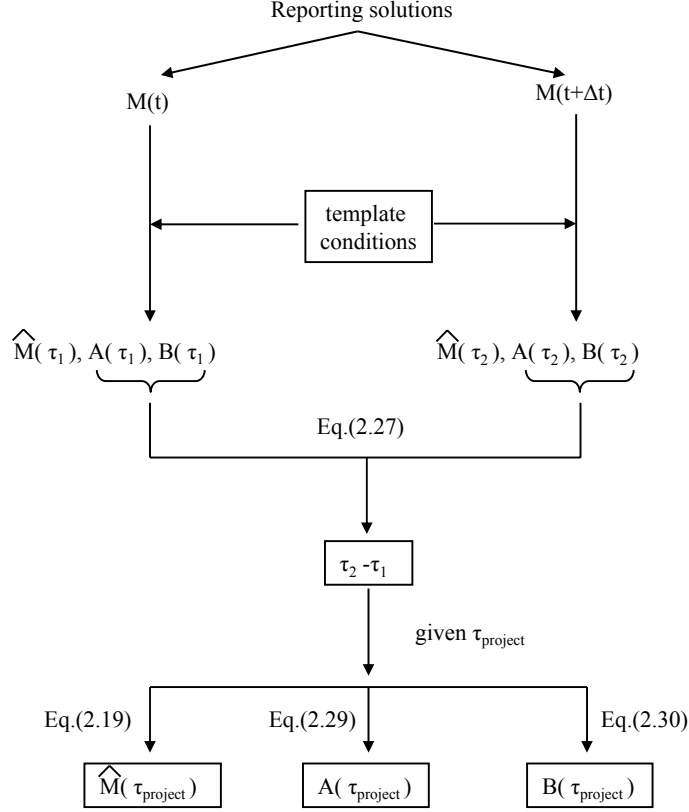 Reporting solutions
M(t)
M(t+Δt)
template
conditions
M̂( τ₁), A( τ₁), B( τ₁)
M̂( τ₂), A( τ₂), B( τ₂)
Eq.(2.27)
τ₂ -τ₁
given τproject
Eq.(2.19)
Eq.(2.29)
Eq.(2.30)
M̂( τproject)
A( τproject)
B( τproject)